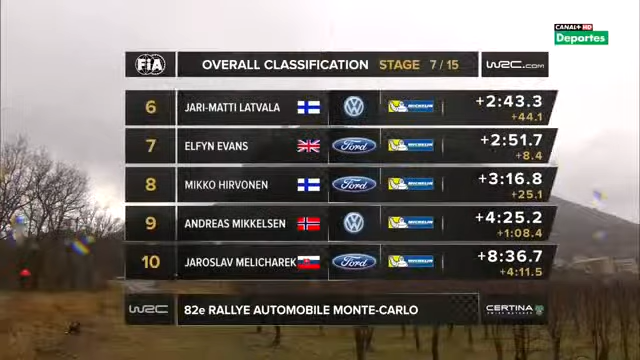 CANAL+ HD
Deportes
FiA OVERALL CLASSIFICATION STAGE 7 / 15 WRC.COM
6 JARI-MATTI LATVALA MICHELIN +2:43.3
+44.1
7 ELFYN EVANS Ford MICHELIN +2:51.7
+8.4
8 MIKKO HIRVONEN Ford MICHELIN +3:16.8
+25.1
9 ANDREAS MIKKELSEN MICHELIN +4:25.2
+1:08.4
10 JAROSLAV MELICHAREK Ford MICHELIN +8:36.7
+4:11.5
WRC 82e RALLYE AUTOMOBILE MONTE-CARLO CERTINA